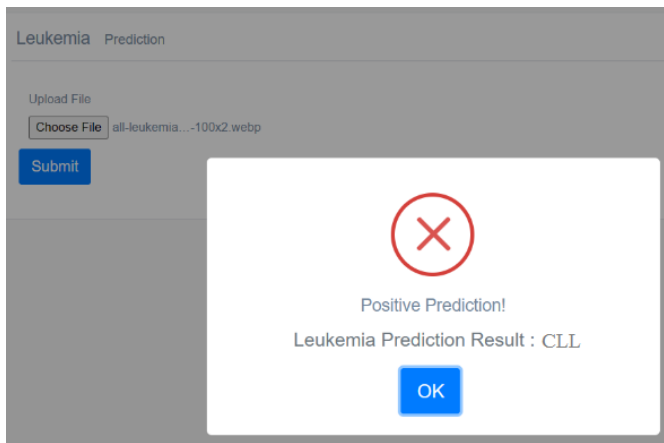 Leukemia Prediction
Upload File
Choose File all-leukemia...-100x2.webp
Submit
Positive Prediction!
Leukemia Prediction Result : CLL
OK